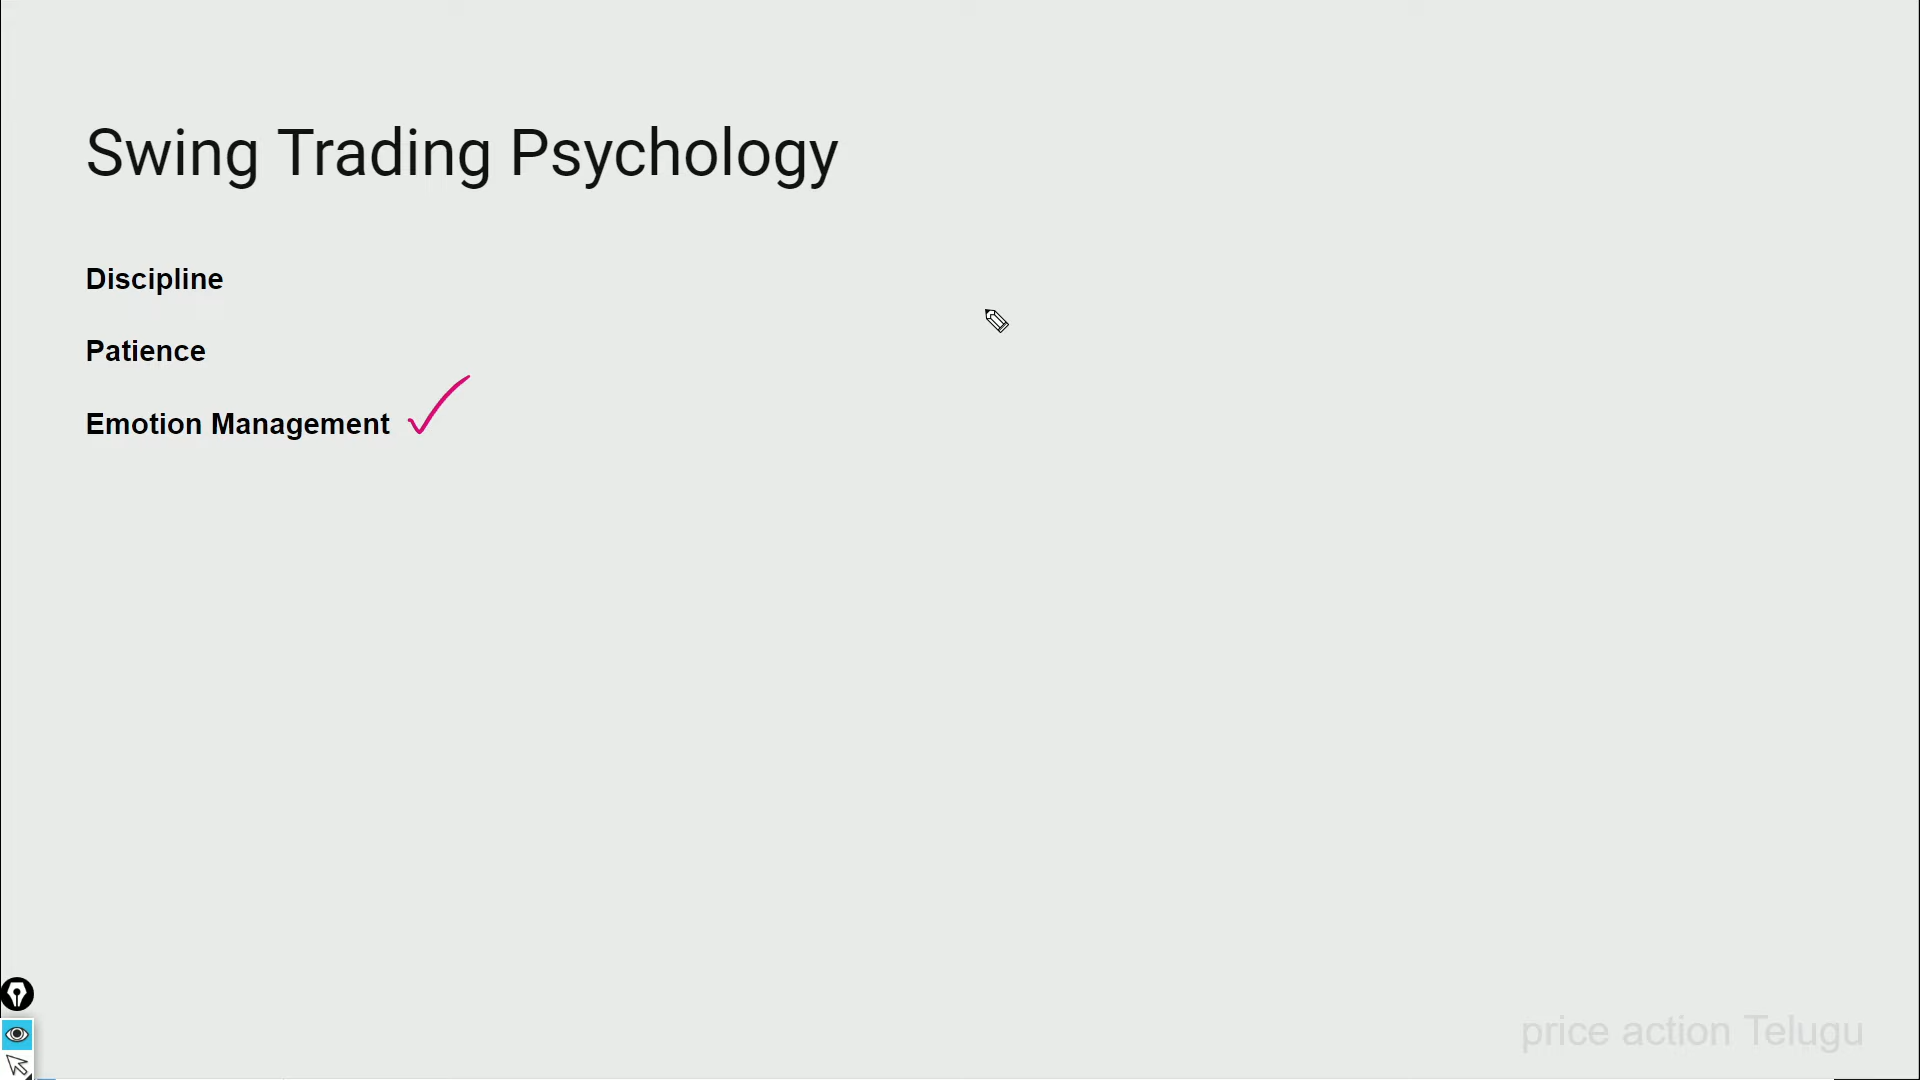 Swing Trading Psychology
Discipline
Patience
Emotion Management
price action Telugu